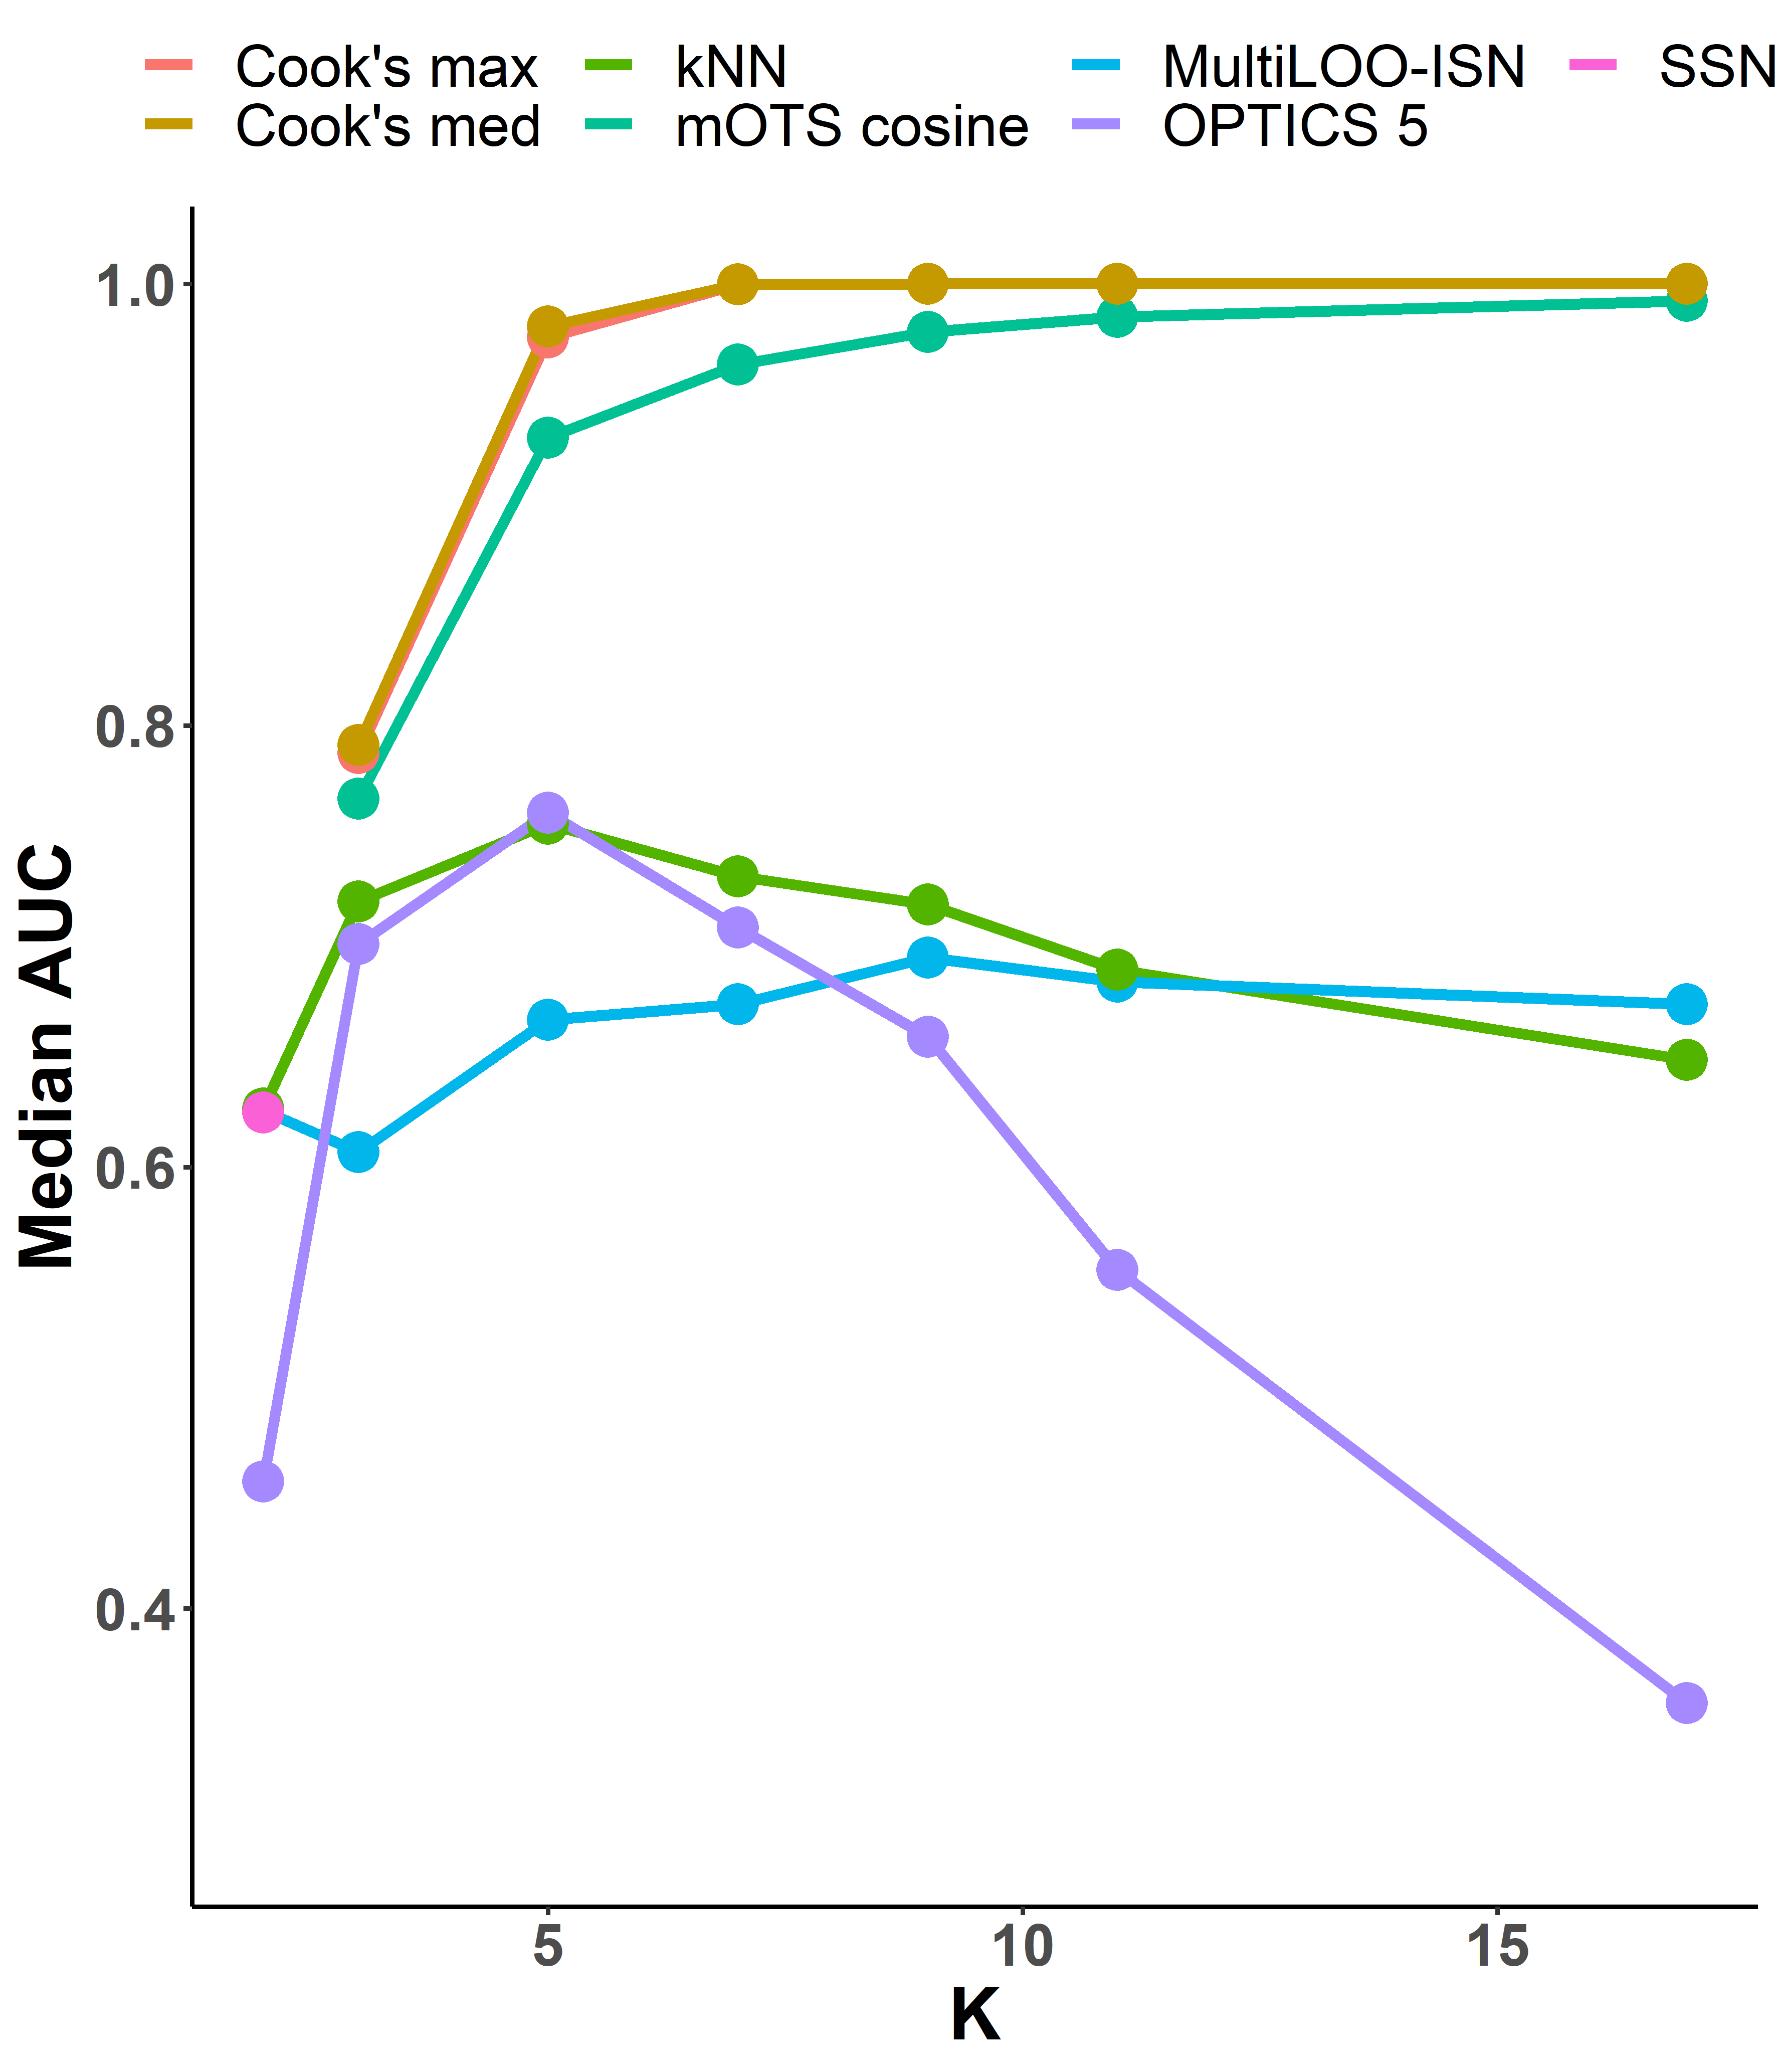 Cook's max kNN MultiLOO-ISN SSN
Cook's med mOTS cosine OPTICS 5
1.0
0.8
0.6
0.4
Median AUC
5 10 15
K